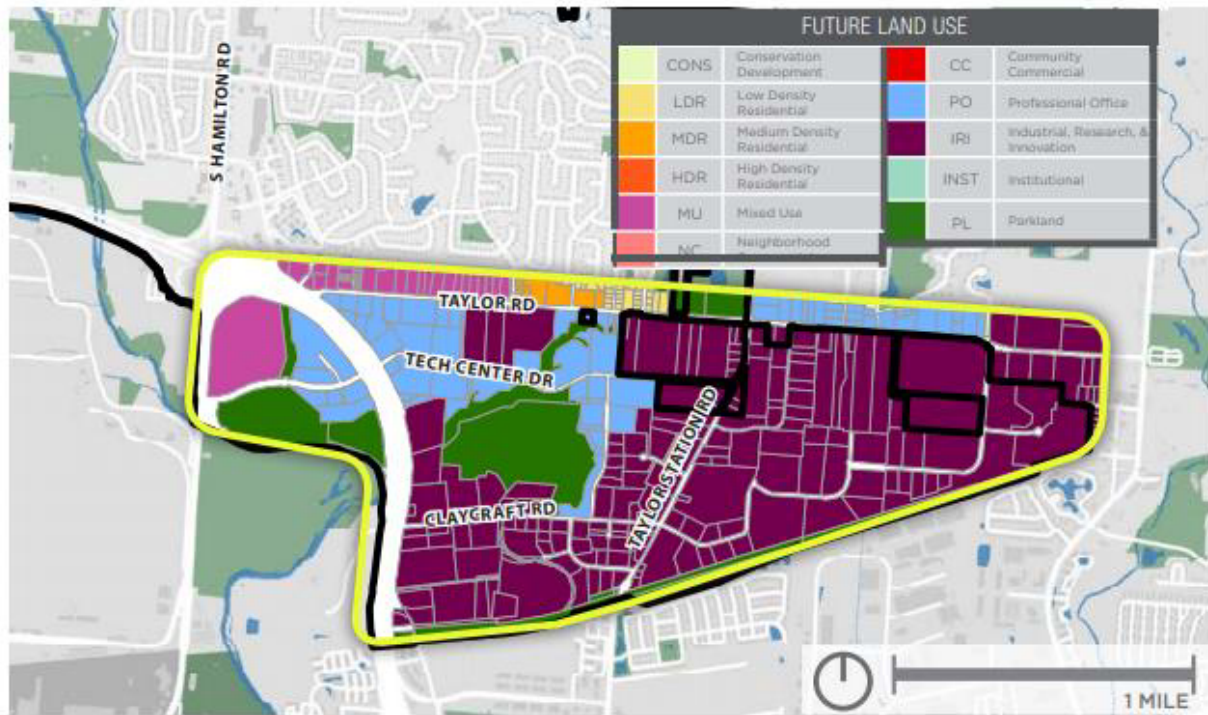 FUTURE LAND USE
CONS Conservation
Development
LDR Low Density
Residential
MDR Medium Density
Residential
HDR High Density
Residential
MU Mixed Use
NC Neighborhood
CC Community
Commercial
PO Professional Office
IRI Industrial, Research, &
Innovation
INST Institutional
PL Parkland
S HAMILTON RD
TAYLOR RD
TECH CENTER DR
TAYLOR STATION RD
CLAYCRAFT RD
1 MILE